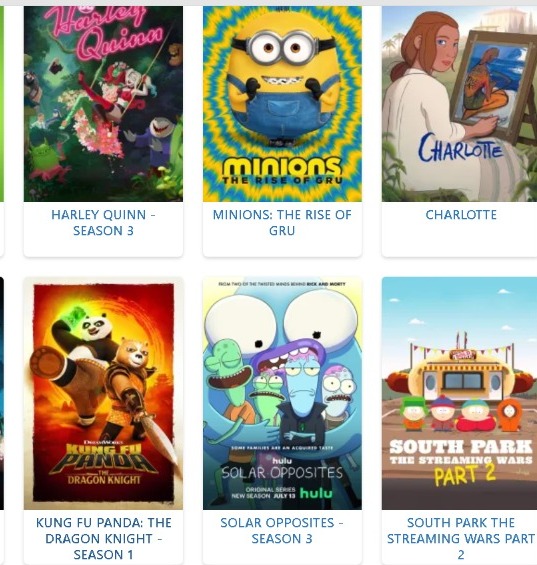 Harley
Quinn
minions
THE RISE OF GRU
CHARLOTTE
HARLEY QUINN -
SEASON 3
MINIONS: THE RISE OF
GRU
CHARLOTTE
DREAMWORKS
KUNG FU
PANDA
THE
DRAGON KNIGHT
FROM TWO OF THE TWISTED MINDS BEHIND RICK AND MORTY
SOME FAMILIES ARE AN ACQUIRED TASTE
hulu
SOLAR OPPOSITES
ORIGINAL SERIES
NEW SEASON JULY 13 hulu
SOUTH PARK
THE STREAMING WARS
PART 2
KUNG FU PANDA: THE
DRAGON KNIGHT -
SEASON 1
SOLAR OPPOSITES -
SEASON 3
SOUTH PARK THE
STREAMING WARS PART
2